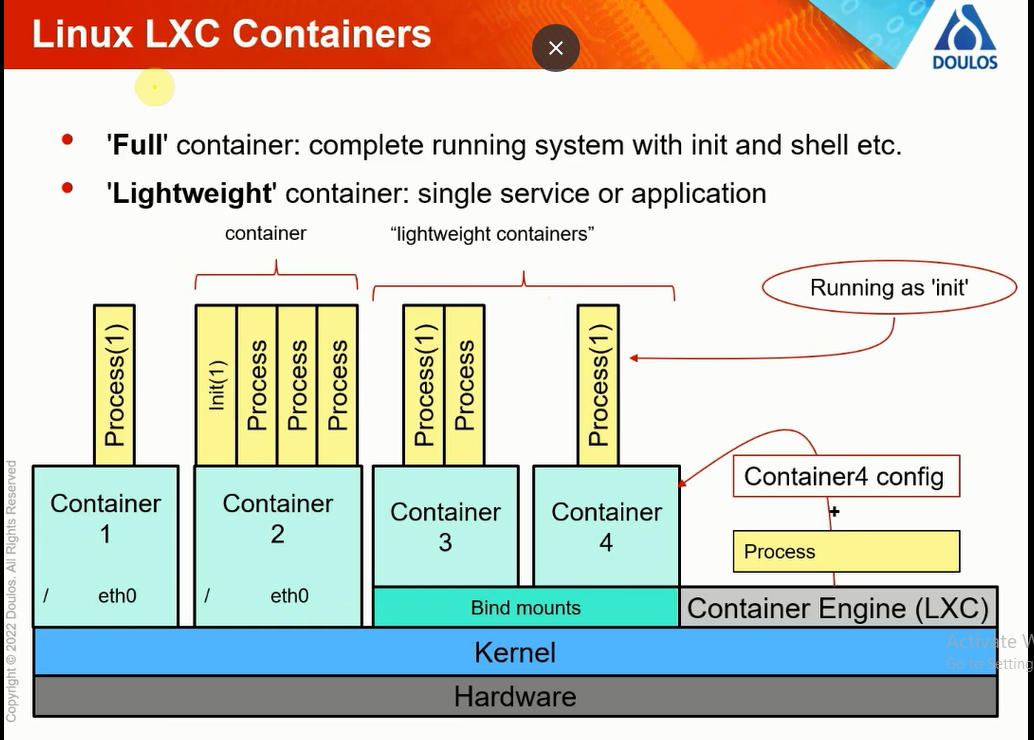 Linux LXC Containers
DOULOS
• 'Full' container: complete running system with init and shell etc.
• 'Lightweight' container: single service or application
container
“lightweight containers”
Running as 'init'
Process(1)
Init(1)
Process
Process
Process
Process(1)
Process
Process(1)
Container
1
/ eth0
Container
2
/ eth0
Container
3
Container
4
Container4 config
+
Process
Bind mounts
Container Engine (LXC)
Kernel
Hardware
Activate W
Go to Setting
Copyright © 2022 Doulos. All Rights Reserved